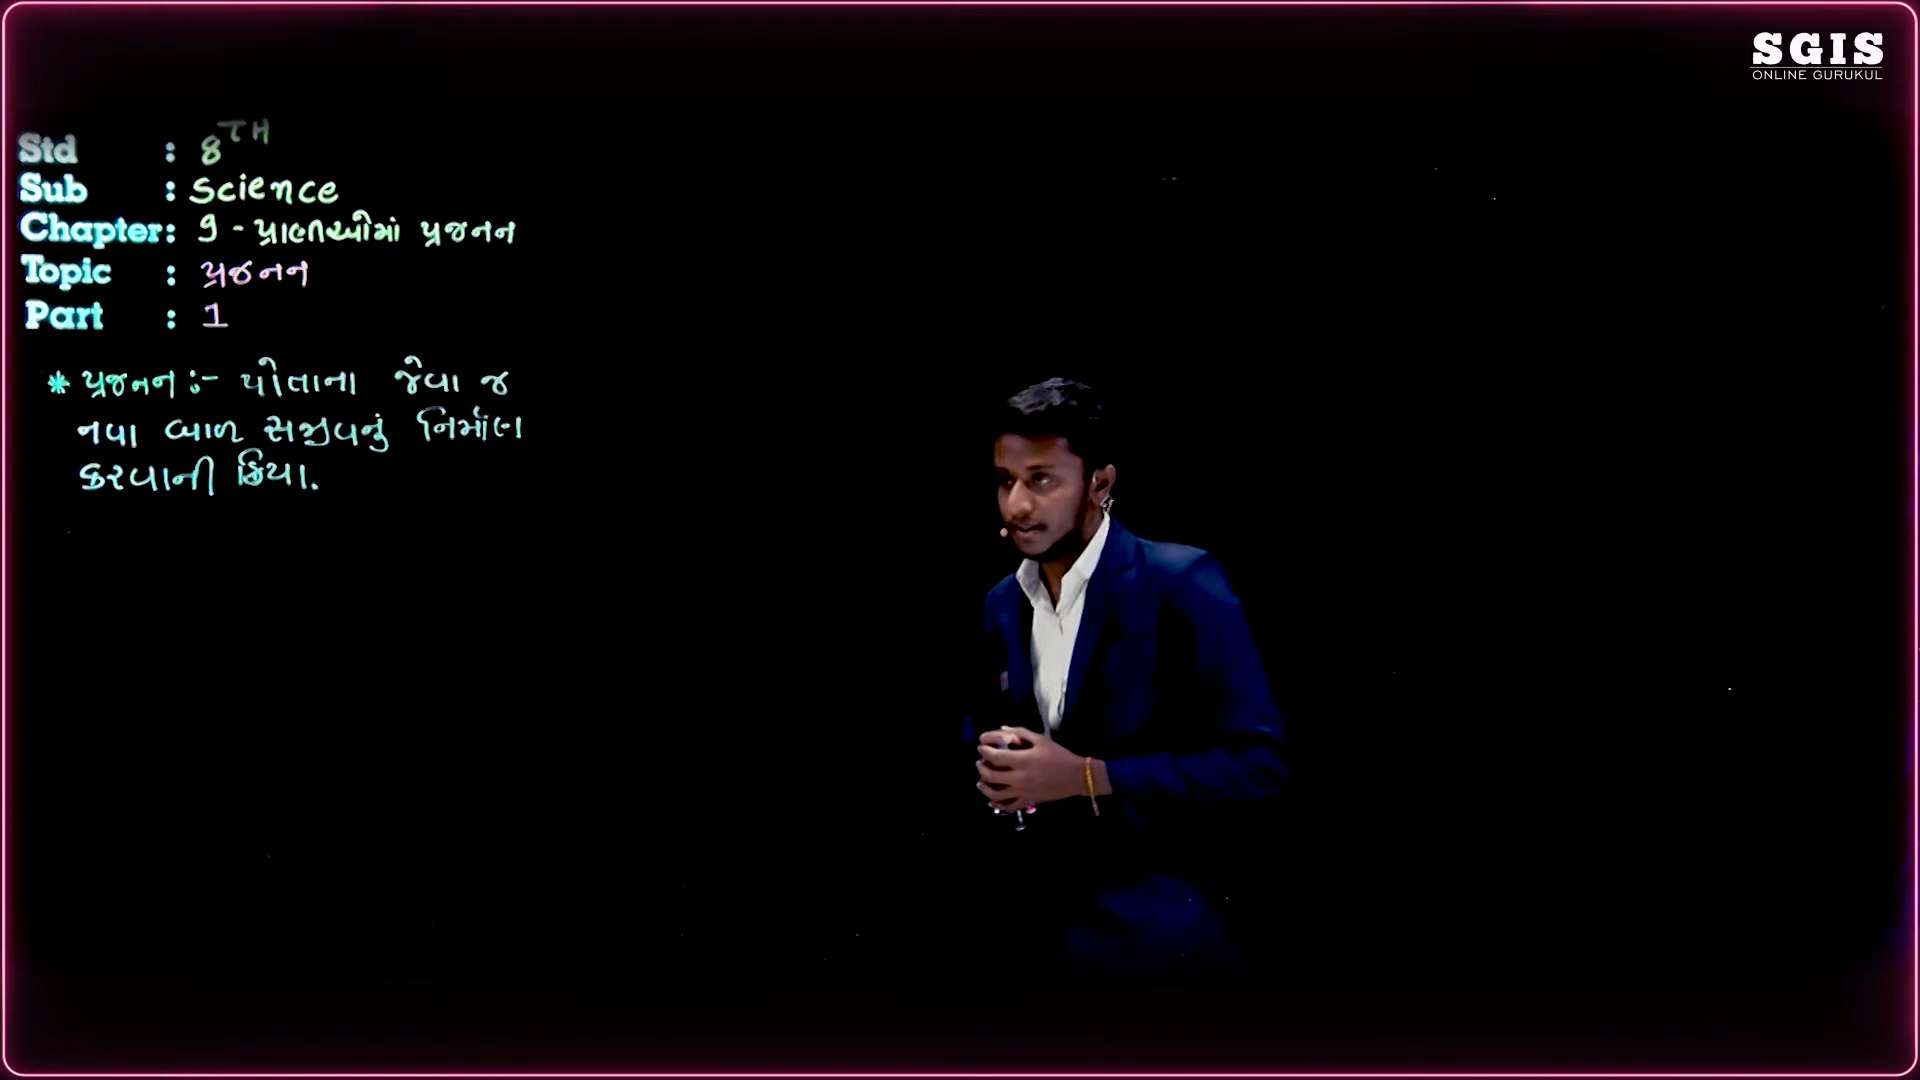 SGIS
ONLINE GURUKUL
Std : 8TH
Sub : Science
Chapter: 9 - પ્રાણીઓમાં પ્રજનન
Topic : પ્રજનન
Part : 1
* પ્રજનન :- પોતાના જેવા જ
નવા બાળ સજીવનું નિર્માણ
કરવાની ક્રિયા.